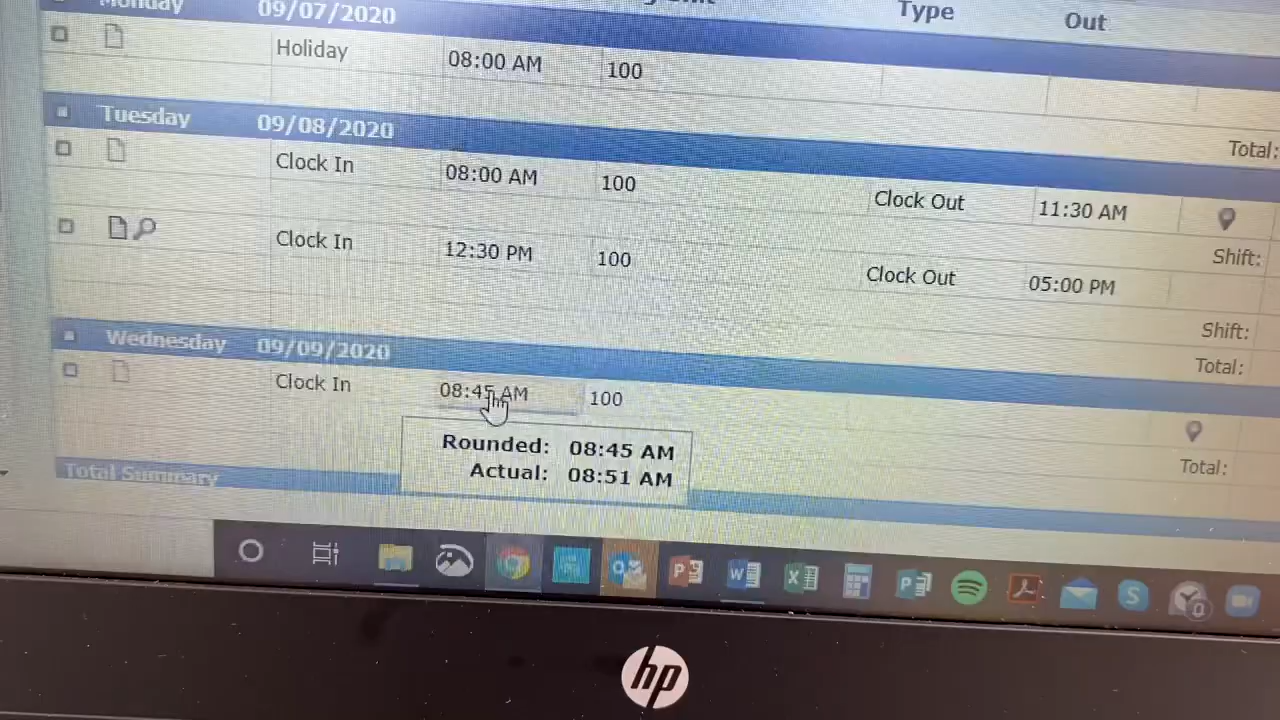 Monday 09/07/2020 Type Out
Holiday 08:00 AM 100
Total:
Tuesday 09/08/2020
Clock In 08:00 AM 100 Clock Out 11:30 AM
Shift:
Clock In 12:30 PM 100 Clock Out 05:00 PM
Shift:
Total:
Wednesday 09/09/2020
Clock In 08:45 AM 100
Rounded: 08:45 AM
Actual: 08:51 AM
Total:
Total Summary
hp